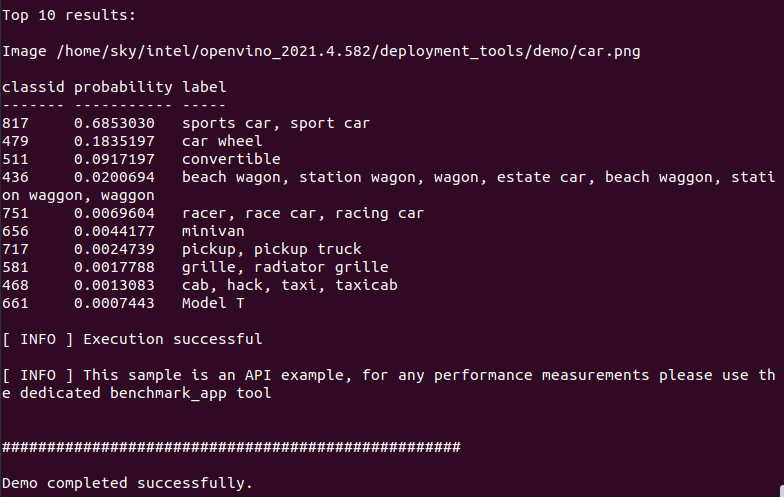 Top 10 results:
Image /home/sky/intel/openvino_2021.4.582/deployment_tools/demo/car.png
classid probability label
------- ----------- -----
817     0.6853030   sports car, sport car
479     0.1835197   car wheel
511     0.0917197   convertible
436     0.0200694   beach wagon, station wagon, wagon, estate car, beach waggon, stati
on waggon, waggon
751     0.0069604   racer, race car, racing car
656     0.0044177   minivan
717     0.0024739   pickup, pickup truck
581     0.0017788   grille, radiator grille
468     0.0013083   cab, hack, taxi, taxicab
661     0.0007443   Model T
[ INFO ] Execution successful
[ INFO ] This sample is an API example, for any performance measurements please use th
e dedicated benchmark_app tool
###################################################
Demo completed successfully.